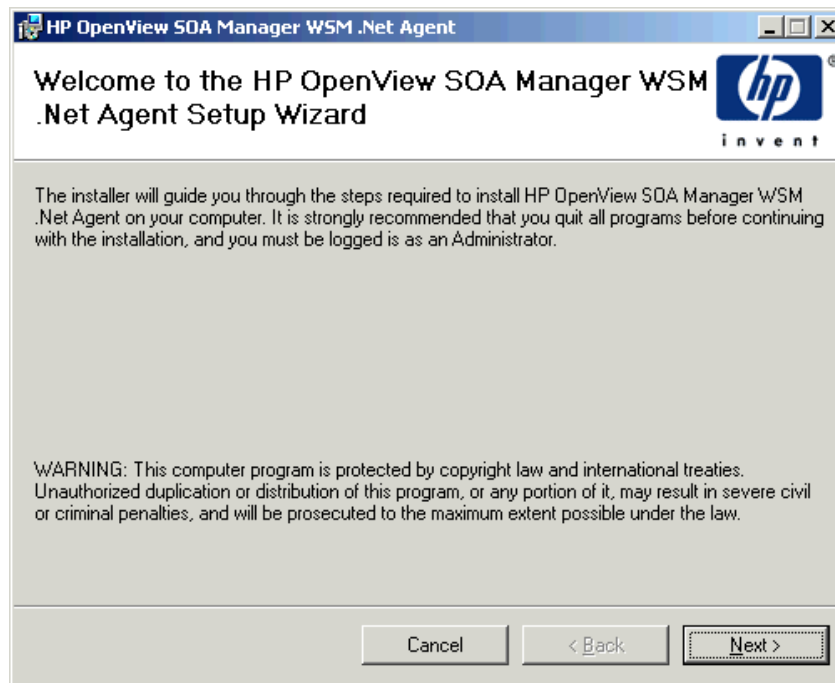 HP OpenView SOA Manager WSM .Net Agent
Welcome to the HP OpenView SOA Manager WSM
.Net Agent Setup Wizard
hp
®
invent
The installer will guide you through the steps required to install HP OpenView SOA Manager WSM
.Net Agent on your computer. It is strongly recommended that you quit all programs before continuing
with the installation, and you must be logged is as an Administrator.
WARNING: This computer program is protected by copyright law and international treaties.
Unauthorized duplication or distribution of this program, or any portion of it, may result in severe civil
or criminal penalties, and will be prosecuted to the maximum extent possible under the law.
Cancel
< Back
Next >